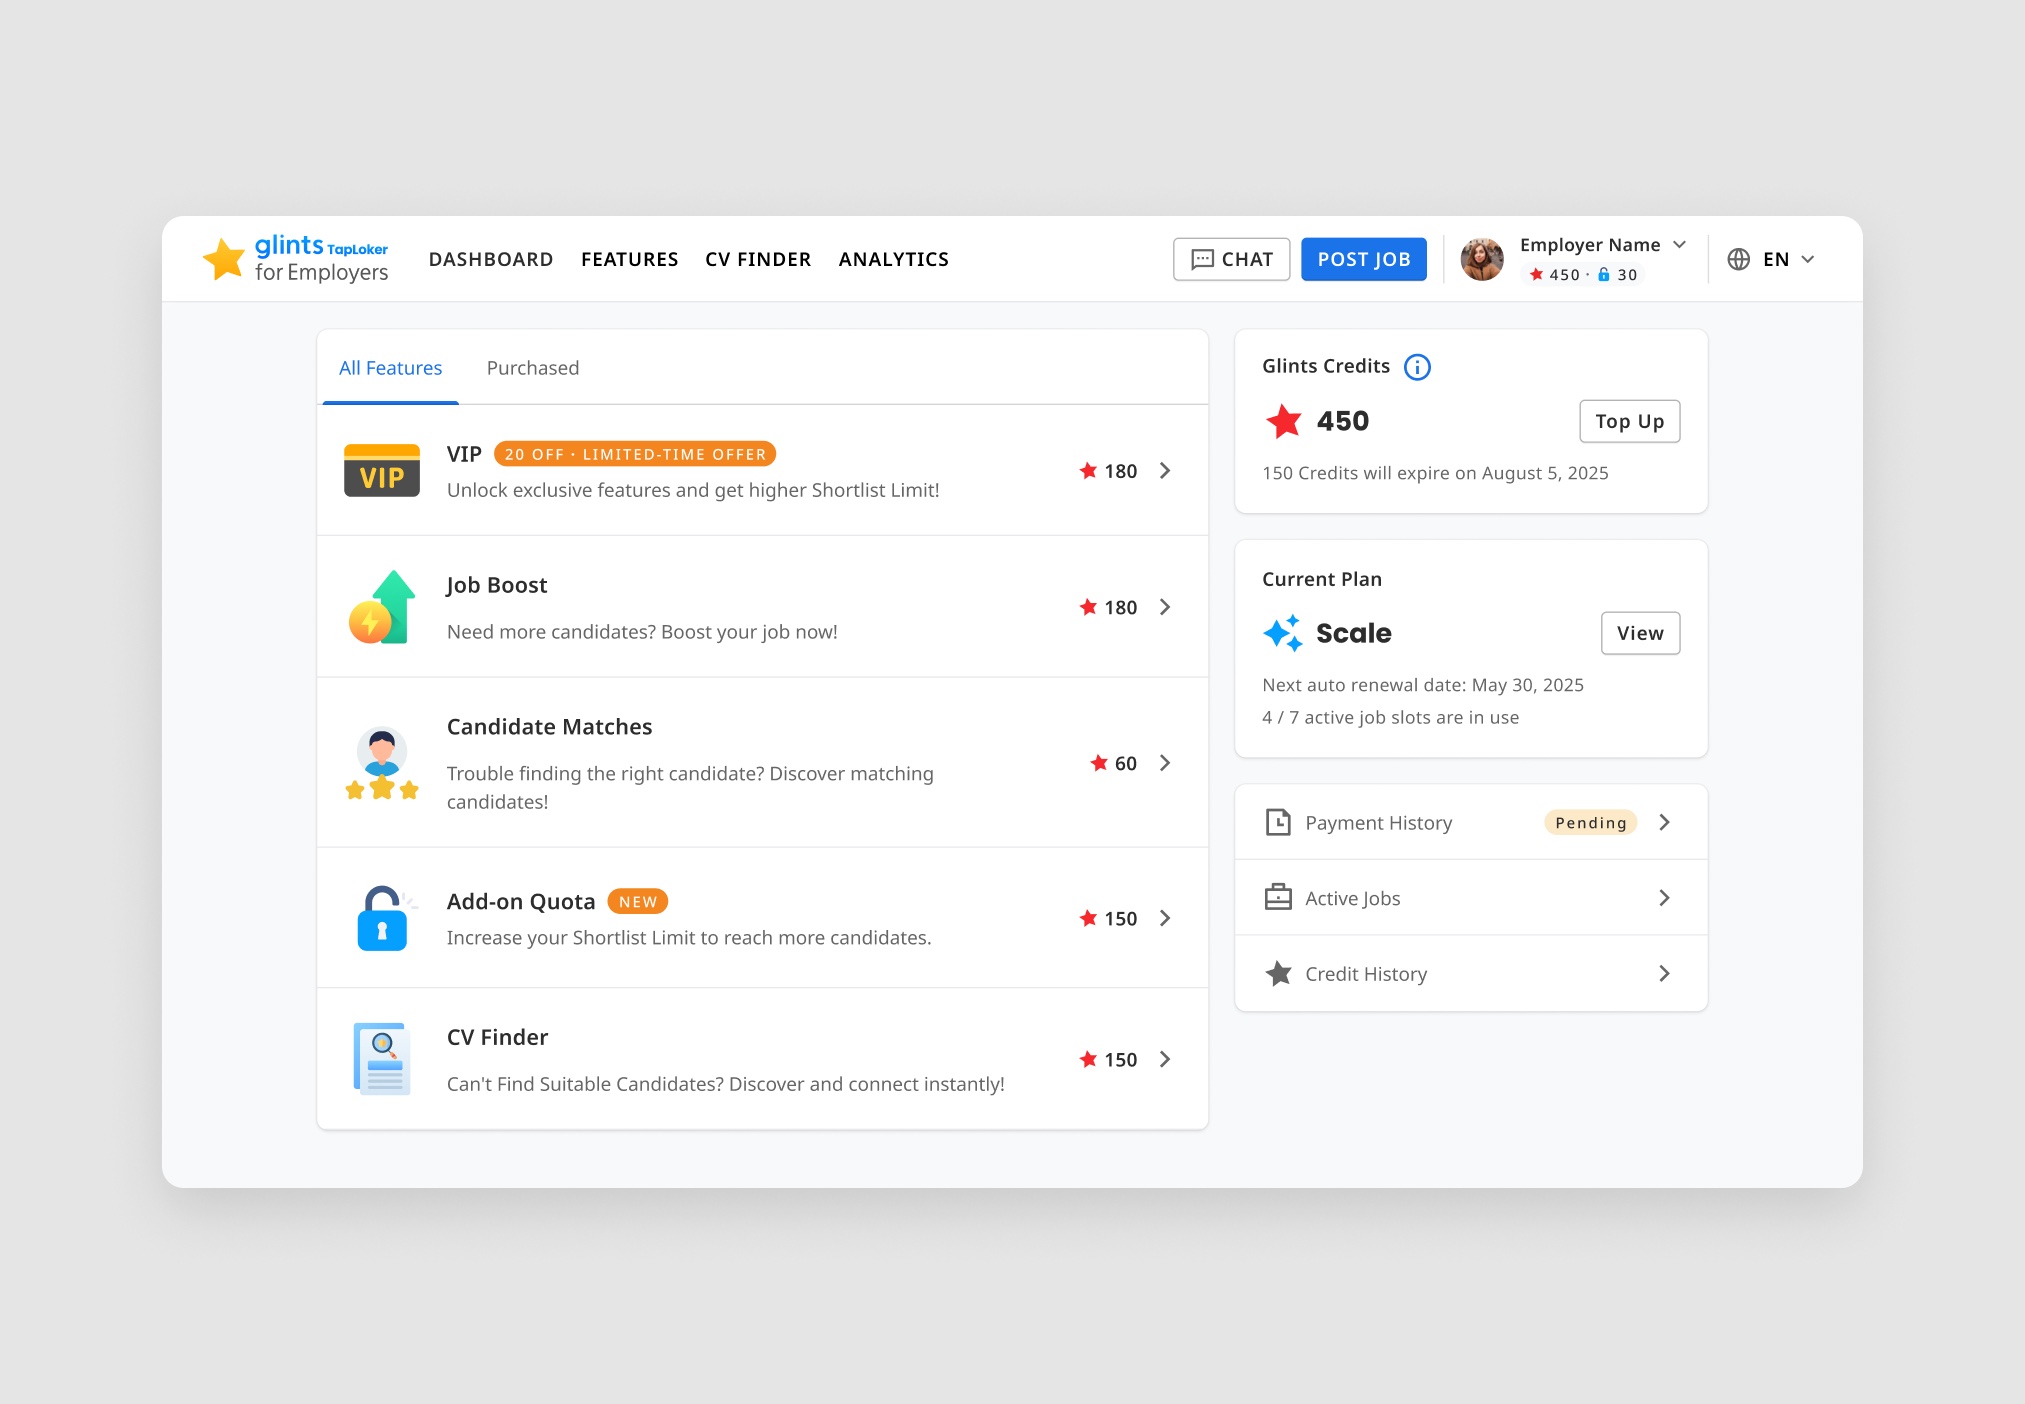 glints TapLoker
for Employers
DASHBOARD
FEATURES
CV FINDER
ANALYTICS
CHAT
POST JOB
Employer Name
450 · 30
EN
All Features
Purchased
VIP
VIP
20 OFF · LIMITED-TIME OFFER
Unlock exclusive features and get higher Shortlist Limit!
180
Job Boost
Need more candidates? Boost your job now!
180
Candidate Matches
Trouble finding the right candidate? Discover matching
candidates!
60
Add-on Quota
NEW
Increase your Shortlist Limit to reach more candidates.
150
CV Finder
Can't Find Suitable Candidates? Discover and connect instantly!
150
Glints Credits
450
Top Up
150 Credits will expire on August 5, 2025
Current Plan
Scale
View
Next auto renewal date: May 30, 2025
4 / 7 active job slots are in use
Payment History
Pending
Active Jobs
Credit History